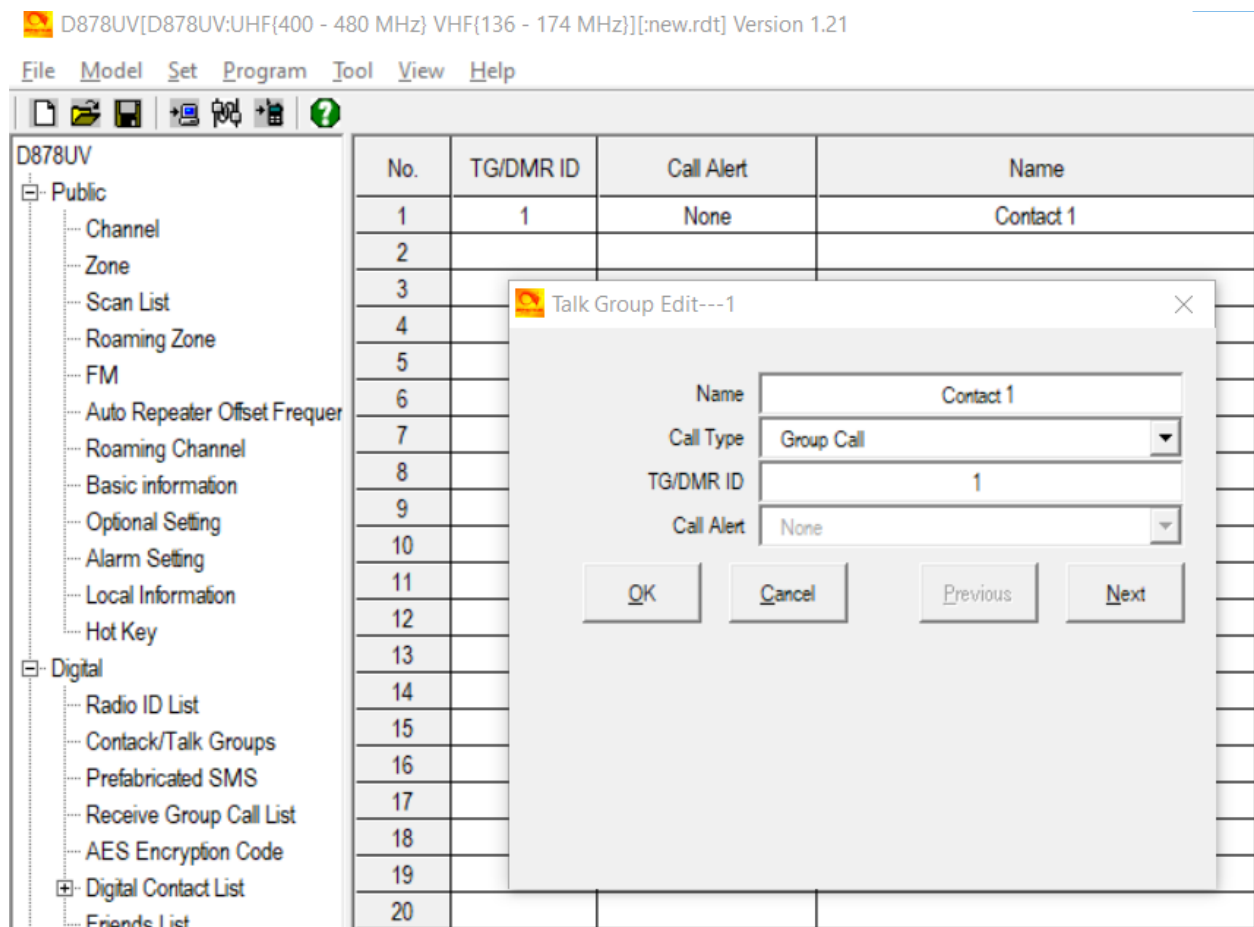 D878UV[D878UV:UHF{400 - 480 MHz} VHF{136 - 174 MHz}][:new.rdt] Version 1.21
File Model Set Program Tool View Help
D878UV
Public
Channel
Zone
Scan List
Roaming Zone
FM
Auto Repeater Offset Frequer
Roaming Channel
Basic information
Optional Setting
Alarm Setting
Local Information
Hot Key
Digital
Radio ID List
Contack/Talk Groups
Prefabricated SMS
Receive Group Call List
AES Encryption Code
Digital Contact List
Friends List
No. TG/DMR ID Call Alert Name
1 1 None Contact 1
2
3
4
5
6
7
8
9
10
11
12
13
14
15
16
17
18
19
20
Talk Group Edit---1
Name Contact 1
Call Type Group Call
TG/DMR ID 1
Call Alert None
OK Cancel Previous Next